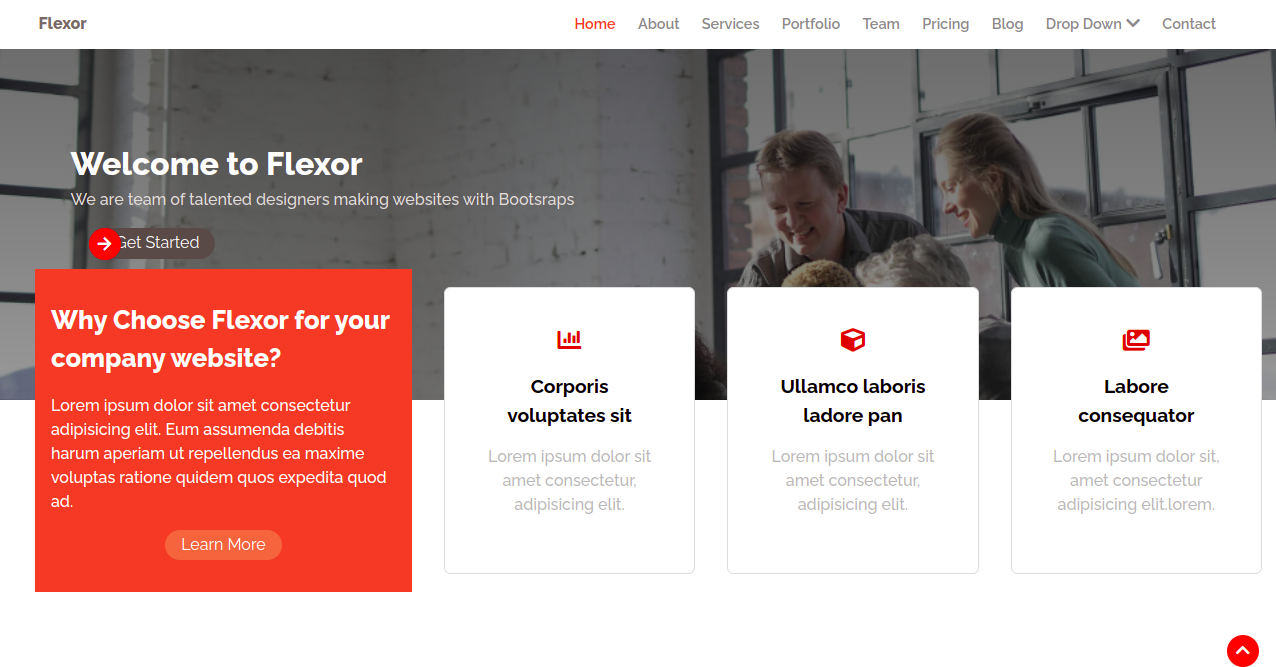 Flexor
Home About Services Portfolio Team Pricing Blog Drop Down Contact
Welcome to Flexor
We are team of talented designers making websites with Bootsraps
Get Started
Why Choose Flexor for your
company website?
Lorem ipsum dolor sit amet consectetur
adipisicing elit. Eum assumenda debitis
harum aperiam ut repellendus ea maxime
voluptas ratione quidem quos expedita quod
ad.
Learn More
Corporis
voluptates sit
Lorem ipsum dolor sit
amet consectetur,
adipisicing elit.
Ullamco laboris
ladore pan
Lorem ipsum dolor sit
amet consectetur,
adipisicing elit.
Labore
consequator
Lorem ipsum dolor sit,
amet consectetur
adipisicing elit.lorem.